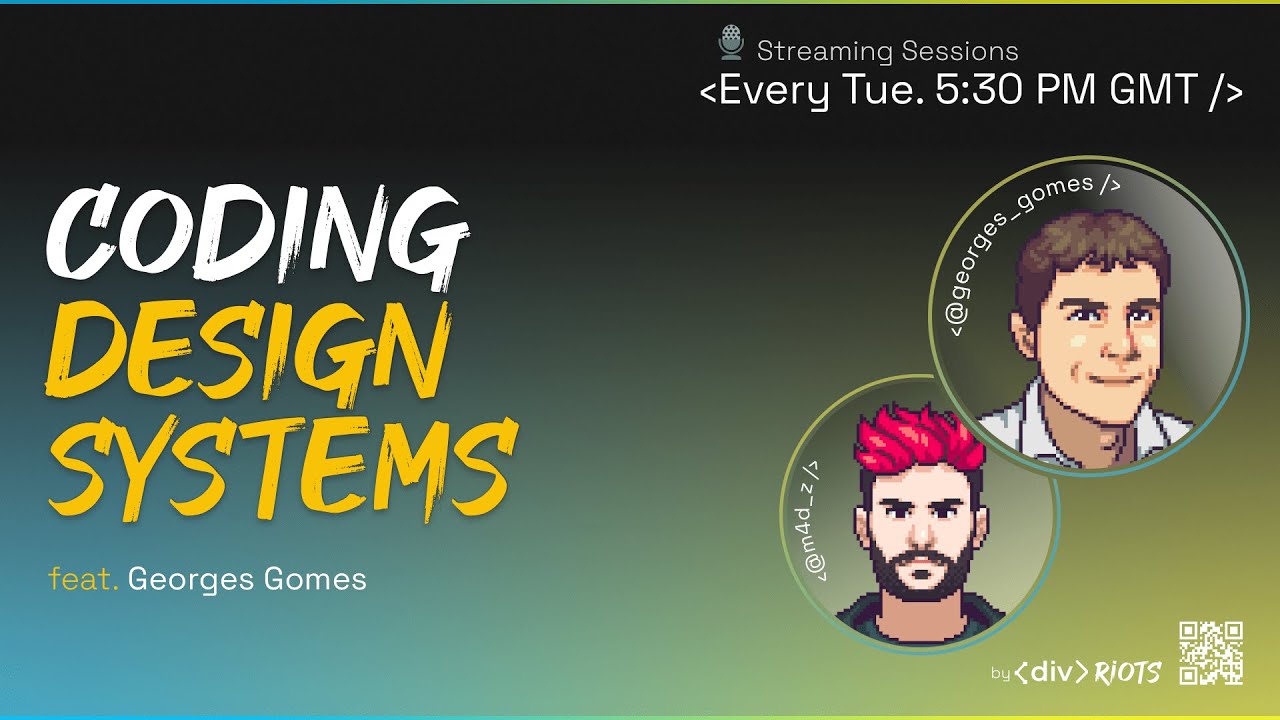 Streaming Sessions
<Every Tue. 5:30 PM GMT />
CODING
DESIGN
SYSTEMS
feat. Georges Gomes
<@georges_gomes />
<@m4d_z />
by <div> RIOTS